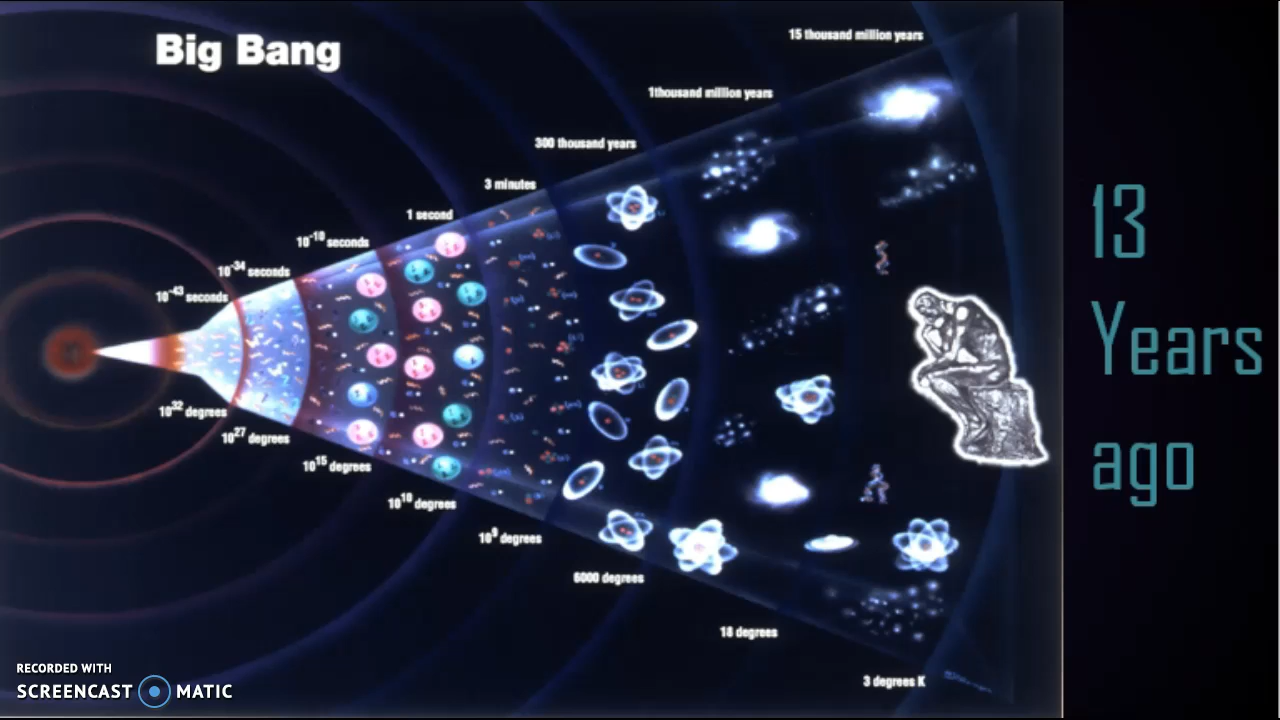 Big Bang
15 thousand million years
1thousand million years
300 thousand years
3 minutes
1 second
10⁻¹⁰ seconds
10⁻³⁴ seconds
10⁻⁴³ seconds
10³² degrees
10²⁷ degrees
10¹⁵ degrees
10¹⁰ degrees
10⁹ degrees
6000 degrees
18 degrees
3 degrees K
13
Years
ago
RECORDED WITH
SCREENCAST MATIC